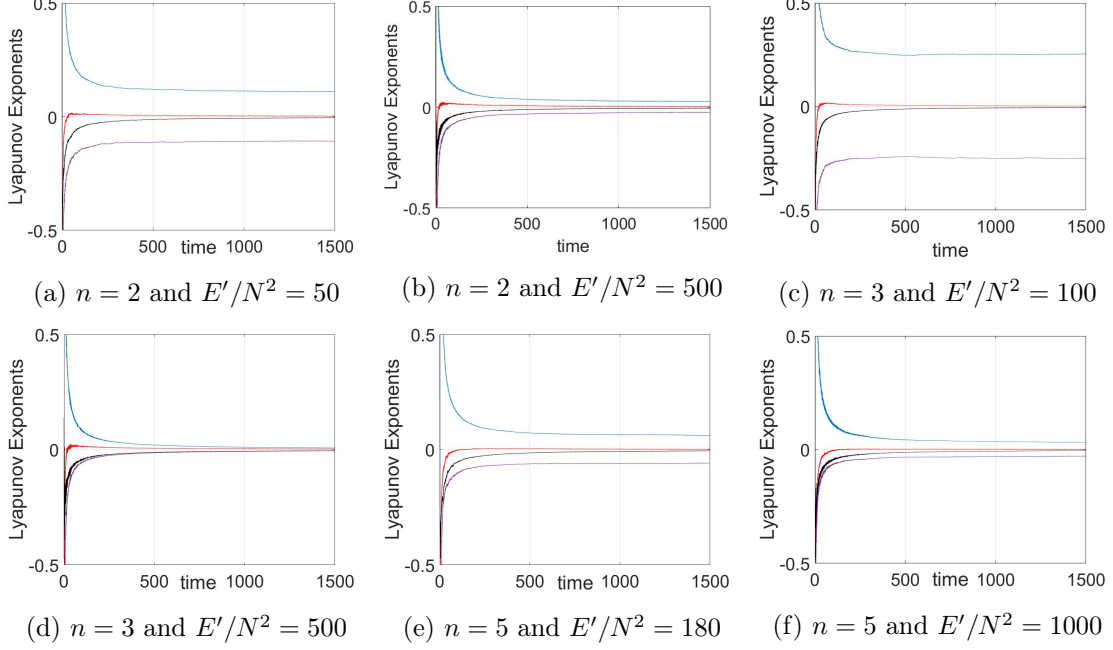 0.5
Lyapunov Exponents
0
-0.5
0
500
time
1000
1500
(a) n = 2 and E′/N² = 50
0.5
Lyapunov Exponents
0
-0.5
0
500
1000
1500
time
(b) n = 2 and E′/N² = 500
0.5
Lyapunov Exponents
0
-0.5
0
500
1000
1500
time
(c) n = 3 and E′/N² = 100
0.5
Lyapunov Exponents
0
-0.5
0
500
time
1000
1500
(d) n = 3 and E′/N² = 500
0.5
Lyapunov Exponents
0
-0.5
0
500
time
1000
1500
(e) n = 5 and E′/N² = 180
0.5
Lyapunov Exponents
0
-0.5
0
500
time
1000
1500
(f) n = 5 and E′/N² = 1000